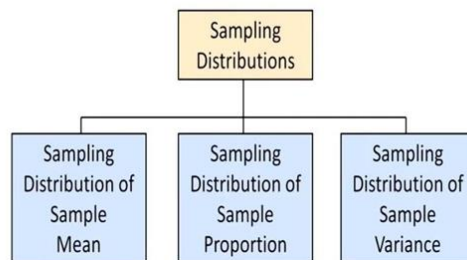 Sampling
Distributions
Sampling
Distribution of
Sample
Mean
Sampling
Distribution of
Sample
Proportion
Sampling
Distribution of
Sample
Variance